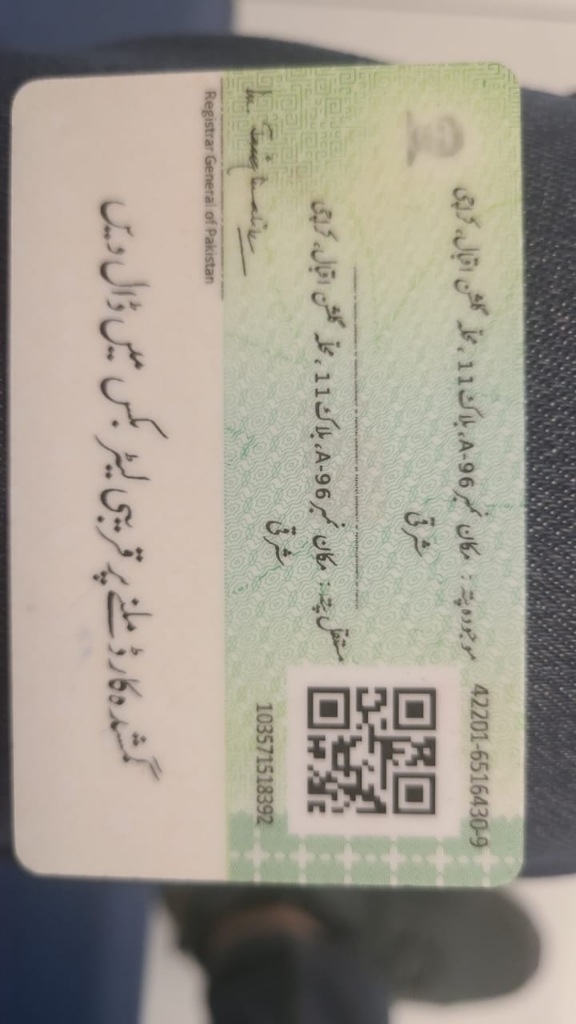 42201-6516430-9
موجودہ پتہ : مکان نمبر A-96، بلاک 11، محلہ گلشن اقبال، کراچی
شرقی
مستقل پتہ : مکان نمبر A-96، بلاک 11، محلہ گلشن اقبال، کراچی
شرقی
103571518392
Registrar General of Pakistan
گمشدہ کارڈ ملنے پر قریبی لیٹر بکس میں ڈال دیں